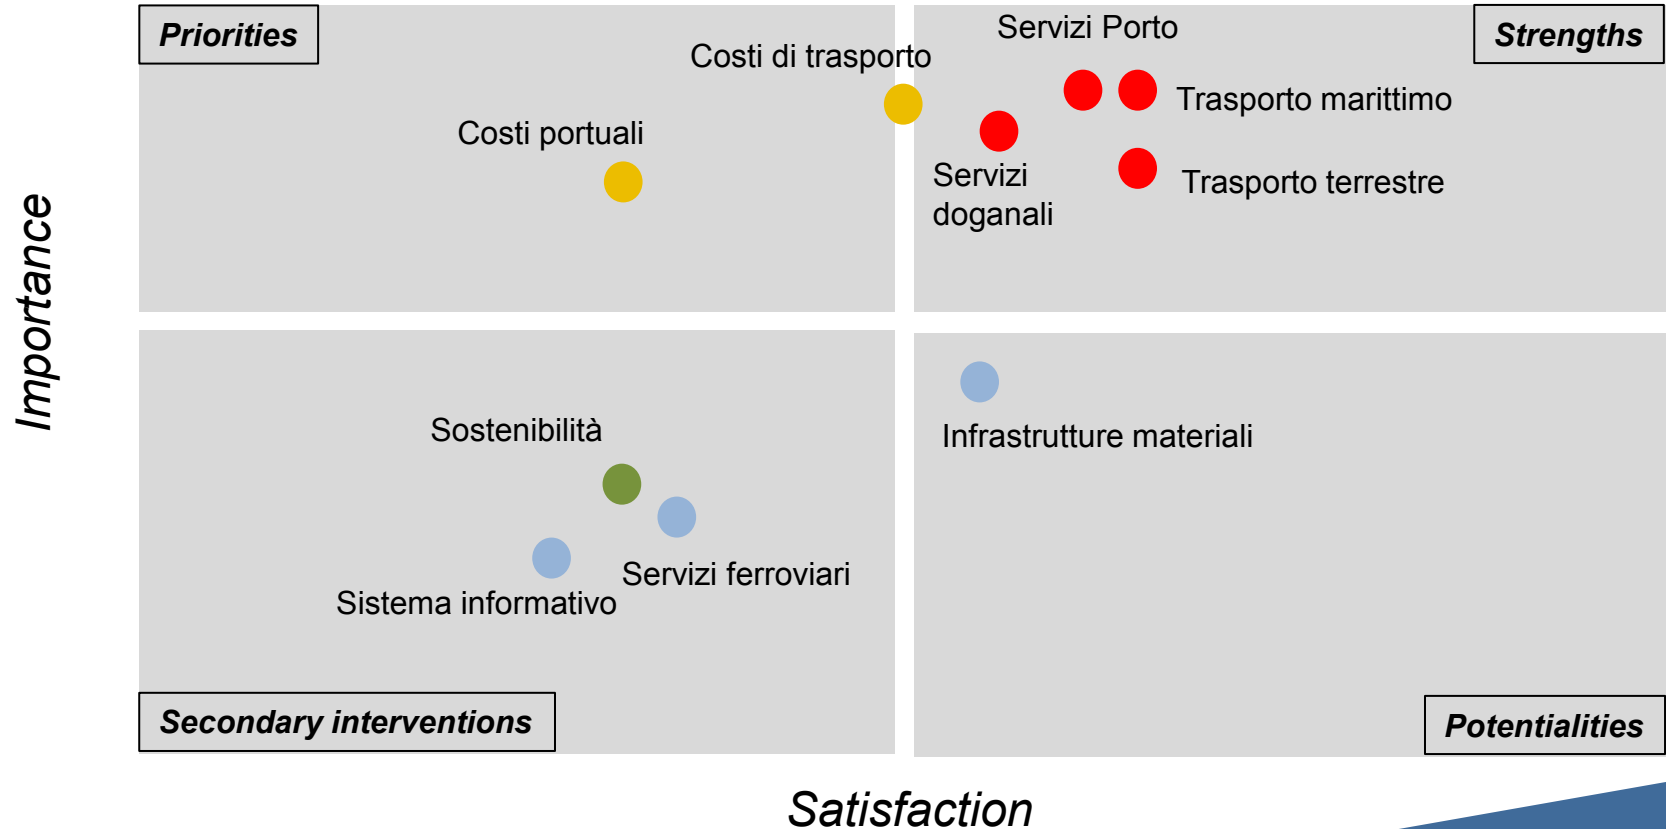 Priorities
Servizi Porto
Strengths
Costi di trasporto
Trasporto marittimo
Costi portuali
Servizi
doganali
Trasporto terrestre
Importance
Sostenibilità
Infrastrutture materiali
Servizi ferroviari
Sistema informativo
Secondary interventions
Potentialities
Satisfaction